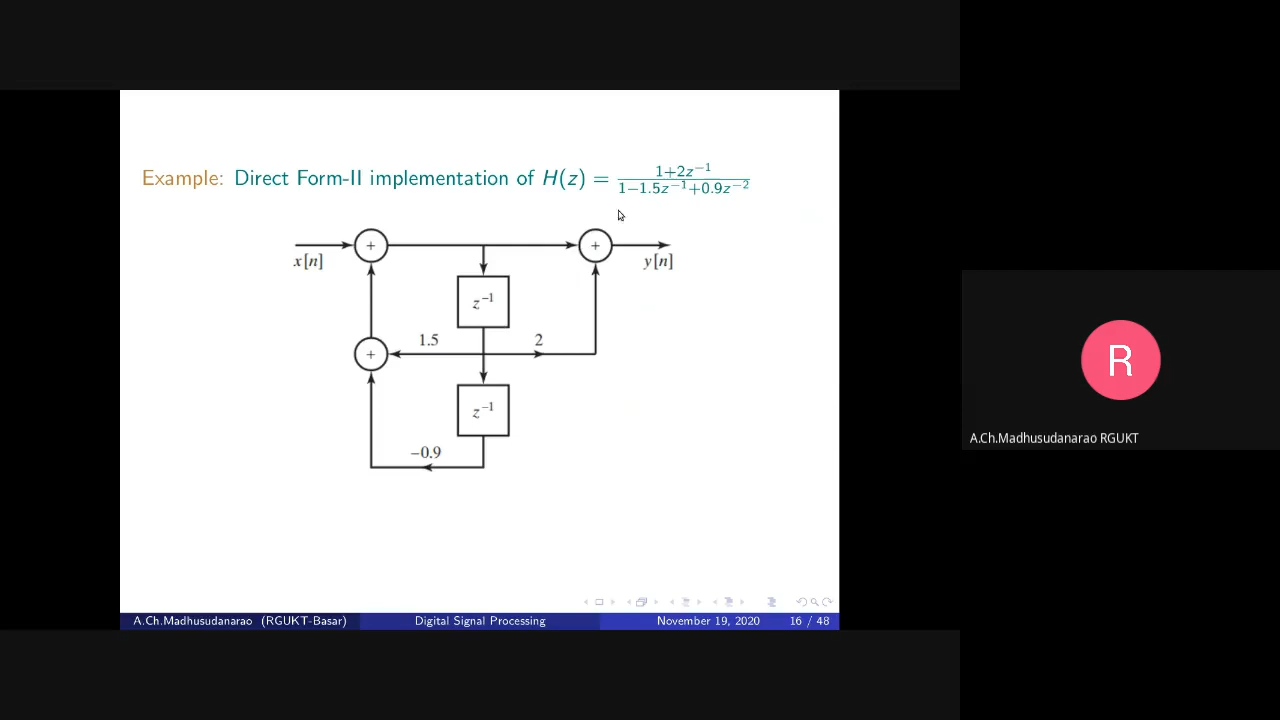 Example: Direct Form-II implementation of H(z) = \frac{1+2z^{-1}}{1-1.5z^{-1}+0.9z^{-2}}
+
+
x[n]
y[n]
z^{-1}
1.5
2
+
z^{-1}
-0.9
R
A.Ch.Madhusudanarao RGUKT
A.Ch.Madhusudanarao (RGUKT-Basar) Digital Signal Processing November 19, 2020 16 / 48